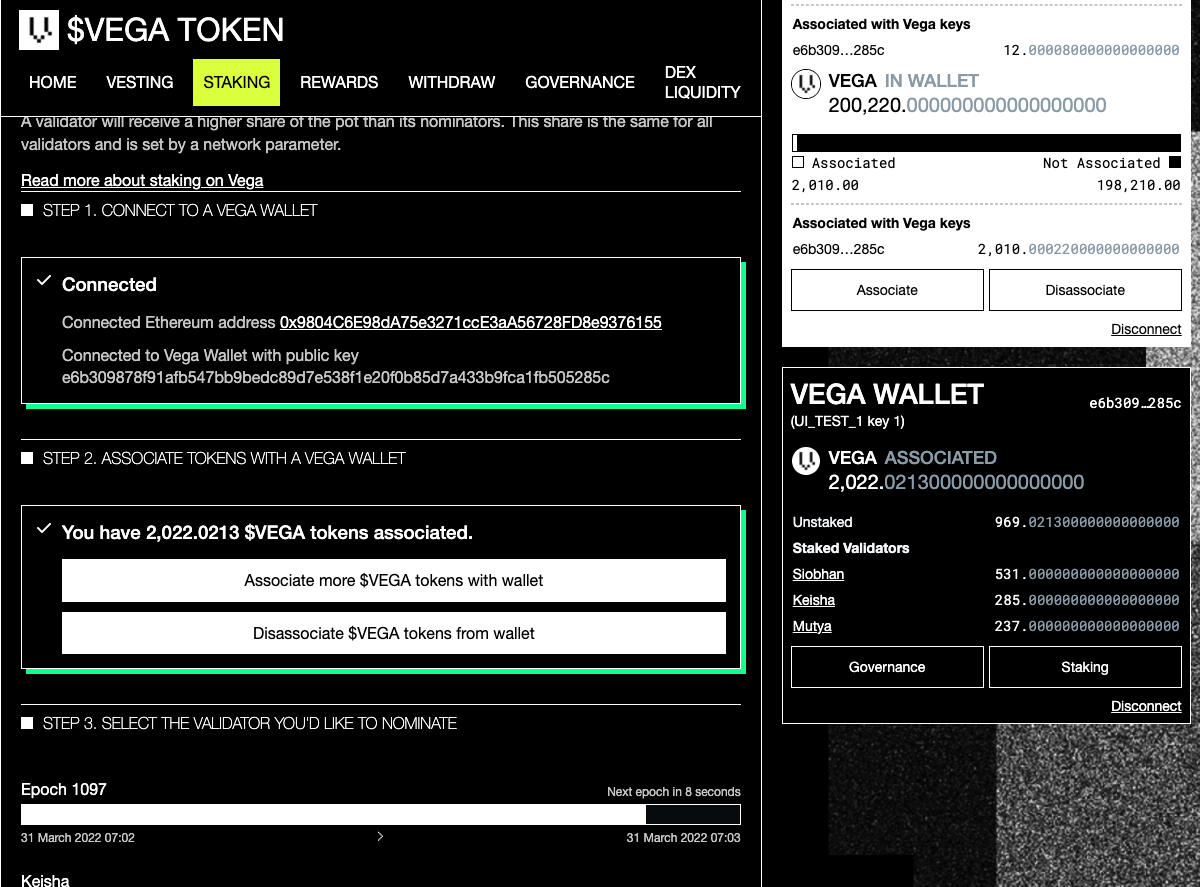 $VEGA TOKEN
HOME
VESTING
STAKING
REWARDS
WITHDRAW
GOVERNANCE
DEX
LIQUIDITY
A validator will receive a higher share of the pot than its nominators. This share is the same for all
validators and is set by a network parameter.
Read more about staking on Vega
STEP 1. CONNECT TO A VEGA WALLET
Connected
Connected Ethereum address 0x9804C6E98dA75e3271ccE3aA56728FD8e9376155
Connected to Vega Wallet with public key
e6b309878f91afb547bb9bedc89d7e538f1e20f0b85d7a433b9fca1fb505285c
STEP 2. ASSOCIATE TOKENS WITH A VEGA WALLET
You have 2,022.0213 $VEGA tokens associated.
Associate more $VEGA tokens with wallet
Disassociate $VEGA tokens from wallet
STEP 3. SELECT THE VALIDATOR YOU'D LIKE TO NOMINATE
Epoch 1097
Next epoch in 8 seconds
31 March 2022 07:02
31 March 2022 07:03
Keisha
Associated with Vega keys
e6b309…285c 12.000080000000000000
VEGA IN WALLET
200,220.000000000000000000
Associated Not Associated
2,010.00 198,210.00
Associated with Vega keys
e6b309…285c 2,010.000220000000000000
Associate Disassociate
Disconnect
VEGA WALLET e6b309…285c
(UI_TEST_1 key 1)
VEGA ASSOCIATED
2,022.021300000000000000
Unstaked 969.021300000000000000
Staked Validators
Siobhan 531.000000000000000000
Keisha 285.000000000000000000
Mutya 237.000000000000000000
Governance Staking
Disconnect